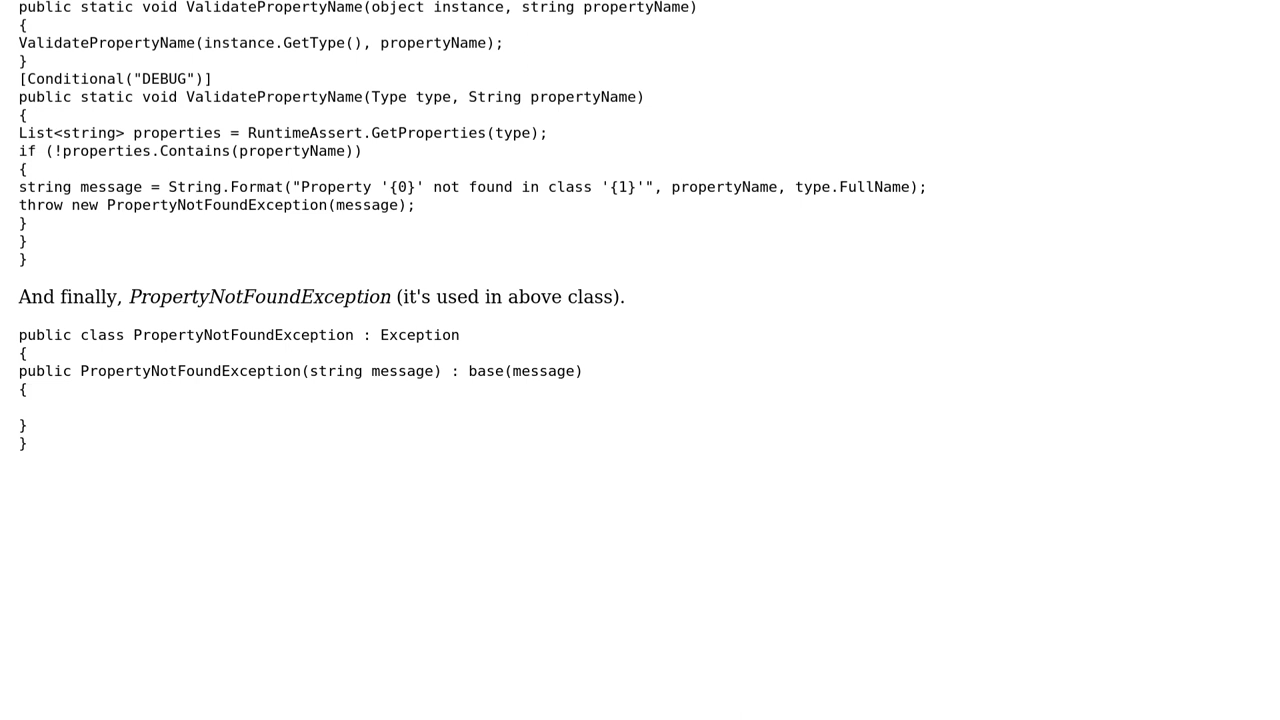 public static void ValidatePropertyName(object instance, string propertyName)
{
ValidatePropertyName(instance.GetType(), propertyName);
}
[Conditional("DEBUG")]
public static void ValidatePropertyName(Type type, String propertyName)
{
List<string> properties = RuntimeAssert.GetProperties(type);
if (!properties.Contains(propertyName))
{
string message = String.Format("Property '{0}' not found in class '{1}'", propertyName, type.FullName);
throw new PropertyNotFoundException(message);
}
}
}
And finally, PropertyNotFoundException (it's used in above class).
public class PropertyNotFoundException : Exception
{
public PropertyNotFoundException(string message) : base(message)
{
}
}